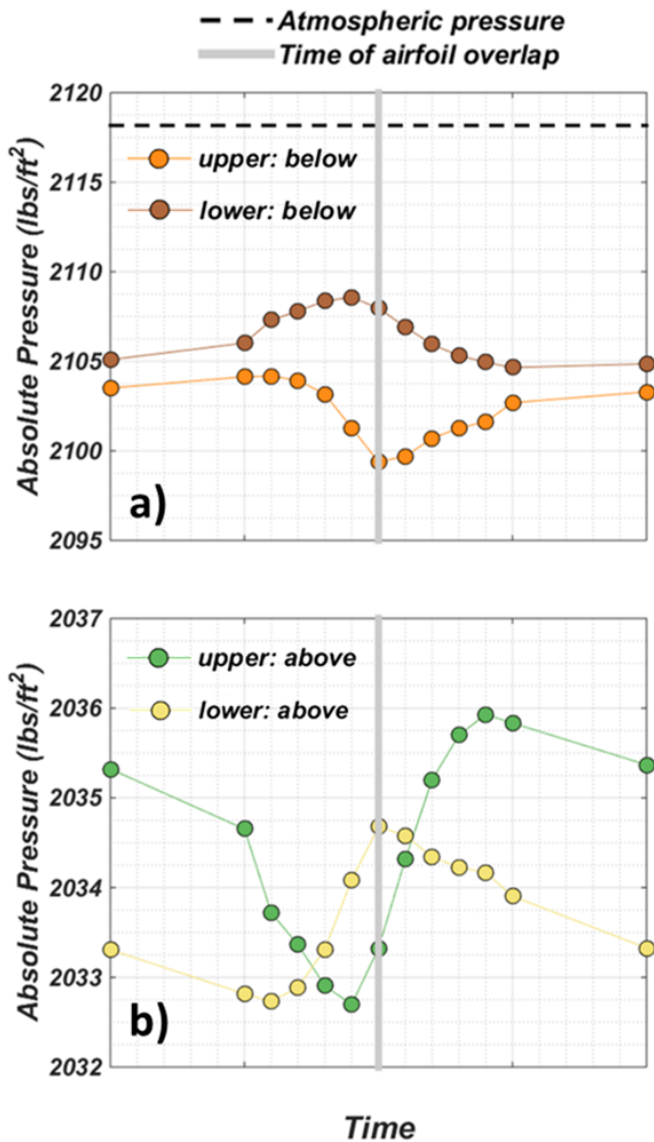 Atmospheric pressure
Time of airfoil overlap
2120
2115
2110
2105
2100
2095
Absolute Pressure (lbs/ft²)
upper: below
lower: below
a)
2037
2036
2035
2034
2033
2032
Absolute Pressure (lbs/ft²)
upper: above
lower: above
b)
Time